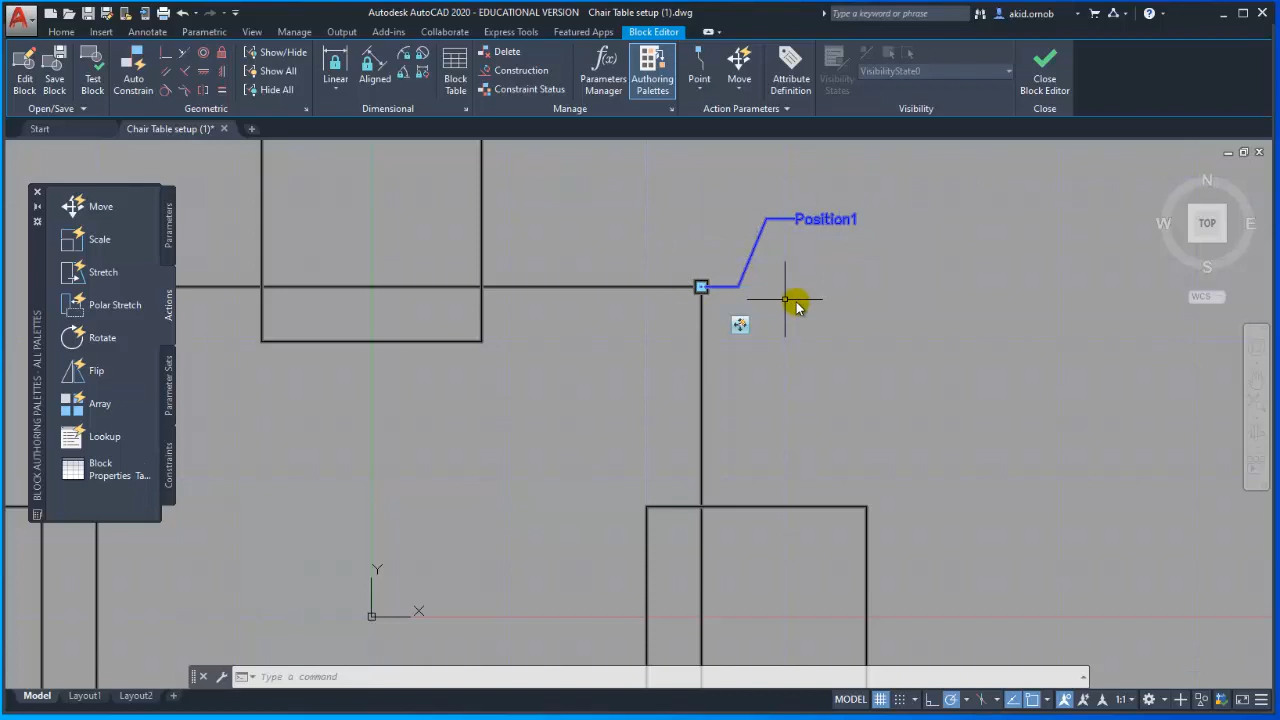 Autodesk AutoCAD 2020 - EDUCATIONAL VERSION Chair Table setup (1).dwg
Type a keyword or phrase
akid.ornob
Home Insert Annotate Parametric View Manage Output Add-ins Collaborate Express Tools Featured Apps Block Editor
Edit Block
Save Block
Test Block
Auto Constrain
Show/Hide
Show All
Hide All
Linear
Aligned
Block Table
Delete
Construction
Constraint Status
Parameters Manager
Authoring Palettes
Point
Move
Attribute Definition
Visibility States
VisibilityState0
Close Block Editor
Open/Save
Geometric
Dimensional
Manage
Action Parameters
Visibility
Close
Start
Chair Table setup (1)*
Move
Scale
Stretch
Polar Stretch
Rotate
Flip
Array
Lookup
Block Properties Ta...
Parameters
Actions
Parameter Sets
Constraints
BLOCK AUTHORING PALETTES - ALL PALETTES
Position1
N
W
TOP
E
S
WCS
Y
X
Type a command
Model
Layout1
Layout2
MODEL
1:1